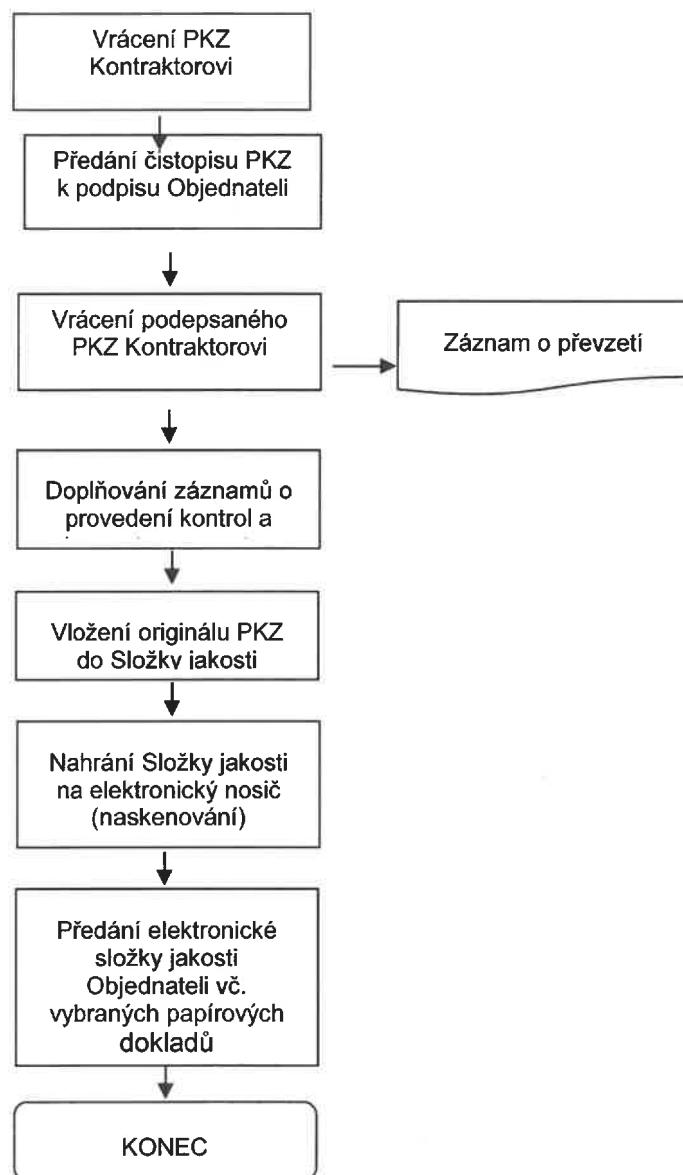 Vrácení PKZ
Kontraktorovi
Předání čistopisu PKZ
k podpisu Objednateli
Vrácení podepsaného
PKZ Kontraktorovi
Záznam o převzetí
Doplňování záznamů o
provedení kontrol a
Vložení originálu PKZ
do Složky jakosti
Nahrání Složky jakosti
na elektronický nosič
(naskenování)
Předání elektronické
složky jakosti
Objednateli vč.
vybraných papírových
dokladů
KONEC